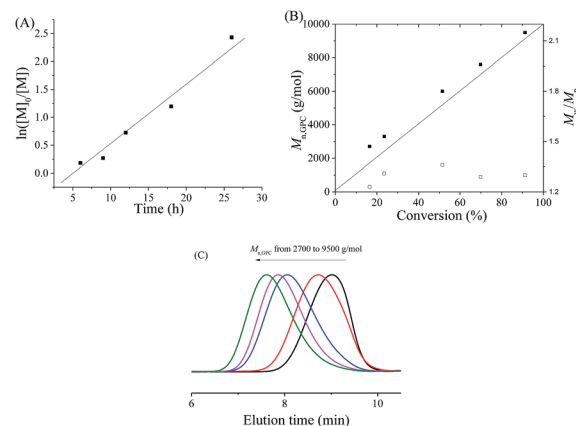 (A)
2.5
2.0
1.5
1.0
0.5
0.0
ln([M]0/[M])
5 10 15 20 25 30
Time (h)
(B)
10000
8000
6000
4000
2000
0
Mn,GPC (g/mol)
2.1
1.8
1.5
1.2
Mw/Mn
0 20 40 60 80 100
Conversion (%)
(C)
Mn,GPC from 2700 to 9500 g/mol
6 8 10
Elution time (min)